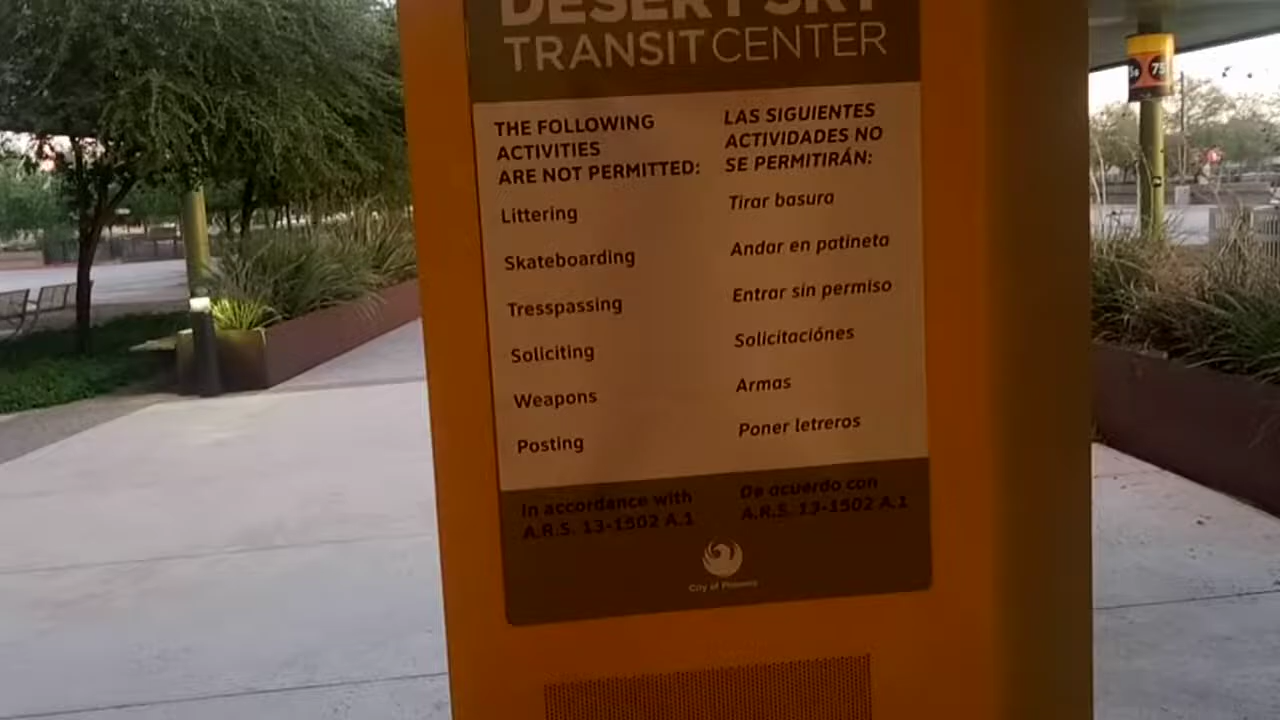 DESERT SKY
TRANSITCENTER
THE FOLLOWING
ACTIVITIES
ARE NOT PERMITTED:
Littering
Skateboarding
Tresspassing
Soliciting
Weapons
Posting
LAS SIGUIENTES
ACTIVIDADES NO
SE PERMITIRÁN:
Tirar basura
Andar en patineta
Entrar sin permiso
Solicitaciónes
Armas
Poner letreros
In accordance with
A.R.S. 13-1502 A.1
De acuerdo con
A.R.S. 13-1502 A.1
City of Phoenix
75